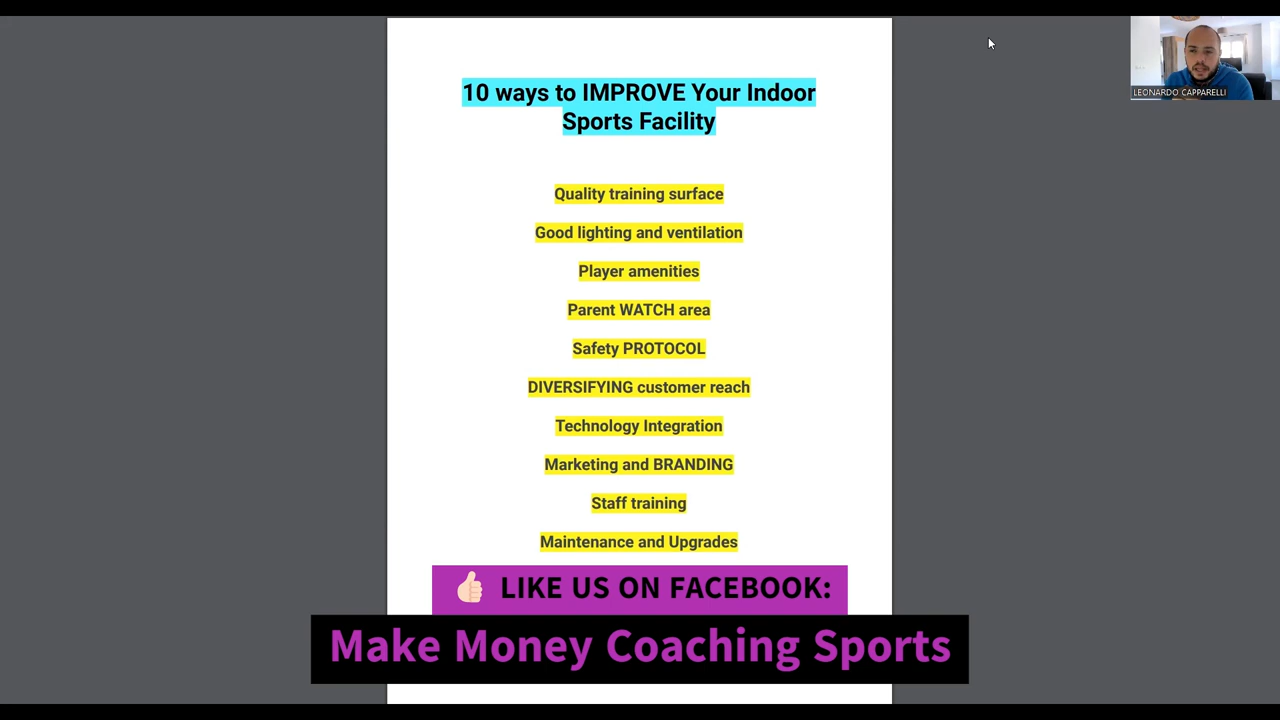 10 ways to IMPROVE Your Indoor
Sports Facility
LEONARDO CAPPARELLI
Quality training surface
Good lighting and ventilation
Player amenities
Parent WATCH area
Safety PROTOCOL
DIVERSIFYING customer reach
Technology Integration
Marketing and BRANDING
Staff training
Maintenance and Upgrades
👍🏻 LIKE US ON FACEBOOK:
Make Money Coaching Sports